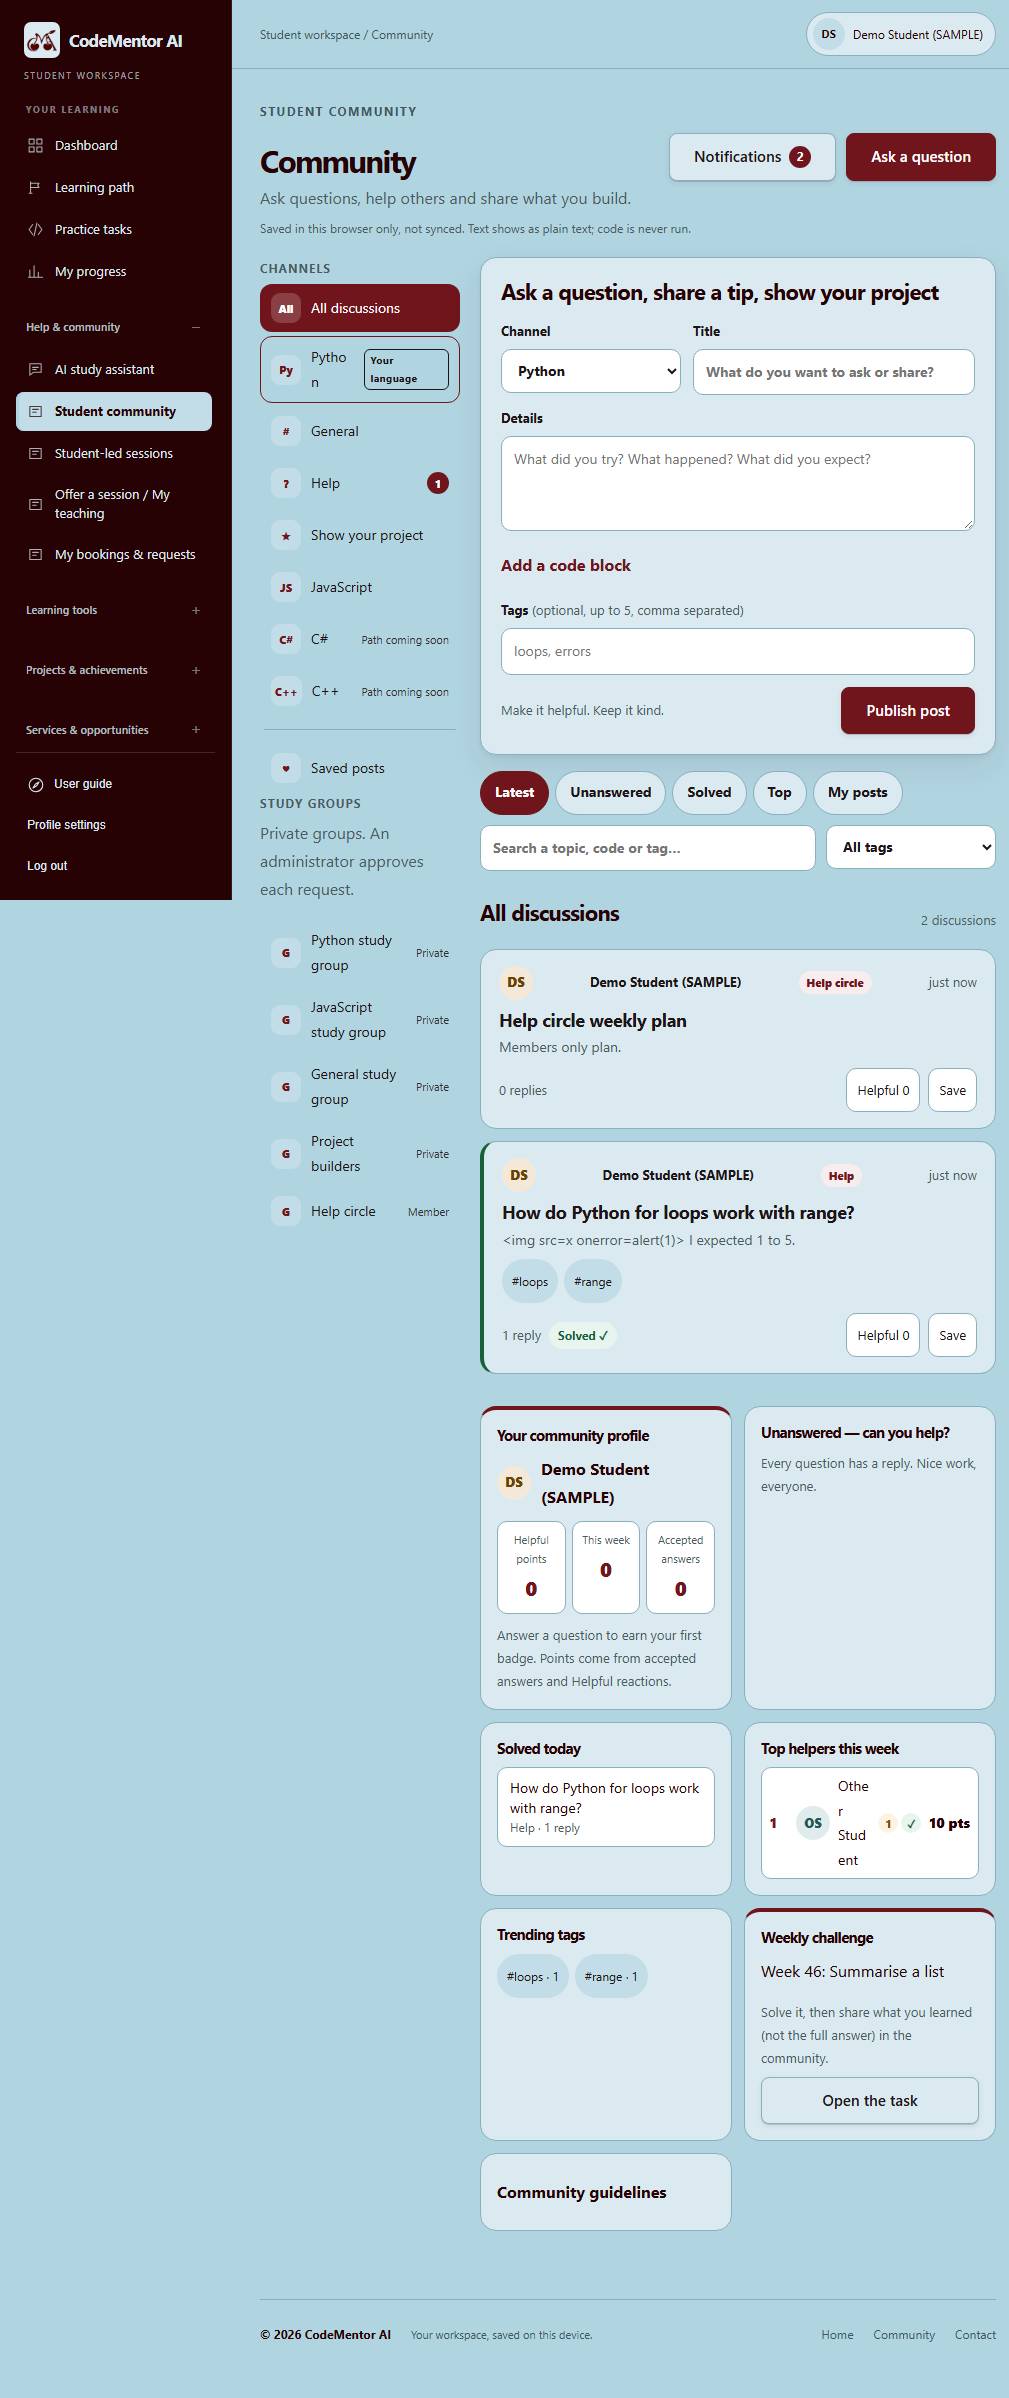 CodeMentor AI
STUDENT WORKSPACE
YOUR LEARNING
Dashboard
Learning path
Practice tasks
My progress
Help & community −
AI study assistant
Student community
Student-led sessions
Offer a session / My
teaching
My bookings & requests
Learning tools +
Projects & achievements +
Services & opportunities +
User guide
Profile settings
Log out
Student workspace / Community
DS Demo Student (SAMPLE)
STUDENT COMMUNITY
Community
Notifications 2
Ask a question
Ask questions, help others and share what you build.
Saved in this browser only, not synced. Text shows as plain text; code is never run.
CHANNELS
All All discussions
Py Pytho
n
Your
language
# General
? Help 1
★ Show your project
JS JavaScript
C# C# Path coming soon
C++ C++ Path coming soon
♥ Saved posts
STUDY GROUPS
Private groups. An
administrator approves
each request.
G Python study
group
Private
G JavaScript
study group
Private
G General study
group
Private
G Project
builders
Private
G Help circle Member
Ask a question, share a tip, show your project
Channel Title
Python What do you want to ask or share?
Details
What did you try? What happened? What did you expect?
Add a code block
Tags (optional, up to 5, comma separated)
loops, errors
Make it helpful. Keep it kind. Publish post
Latest Unanswered Solved Top My posts
Search a topic, code or tag... All tags
All discussions 2 discussions
DS Demo Student (SAMPLE) Help circle just now
Help circle weekly plan
Members only plan.
0 replies Helpful 0 Save
DS Demo Student (SAMPLE) Help just now
How do Python for loops work with range?
<img src=x onerror=alert(1)> I expected 1 to 5.
#loops #range
1 reply Solved ✓ Helpful 0 Save
Your community profile
DS Demo Student
(SAMPLE)
Helpful
points
0
This week
0
Accepted
answers
0
Answer a question to earn your first
badge. Points come from accepted
answers and Helpful reactions.
Unanswered — can you help?
Every question has a reply. Nice work,
everyone.
Solved today
How do Python for loops work
with range?
Help · 1 reply
Top helpers this week
1 OS Othe
r
Stud
ent
1 ✓ 10 pts
Trending tags
#loops · 1 #range · 1
Weekly challenge
Week 46: Summarise a list
Solve it, then share what you learned
(not the full answer) in the
community.
Open the task
Community guidelines
© 2026 CodeMentor AI Your workspace, saved on this device. Home Community Contact